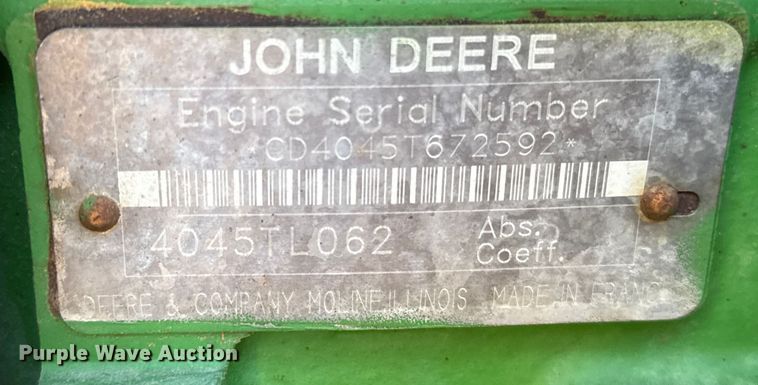 JOHN DEERE
Engine Serial Number
CD4045T672592*
4045TL062
Abs.
Coeff.
DEERE & COMPANY MOLINE,ILLINOIS MADE IN FRANCE
Purple Wave Auction